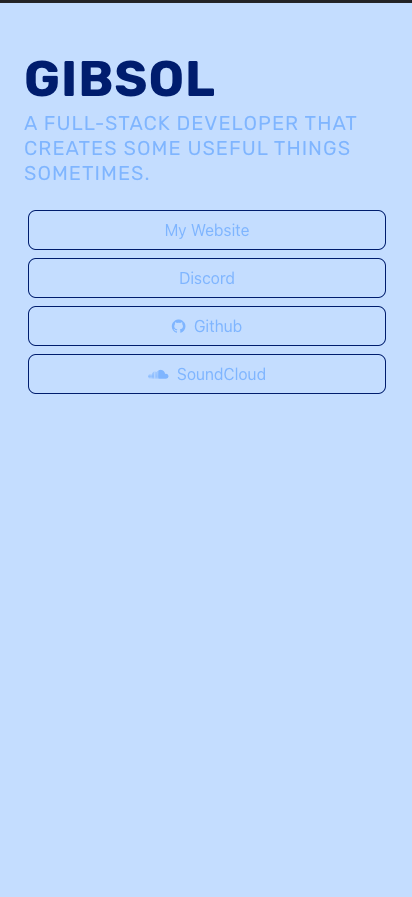 GIBSOL
A FULL-STACK DEVELOPER THAT
CREATES SOME USEFUL THINGS
SOMETIMES.
My Website
Discord
Github
SoundCloud